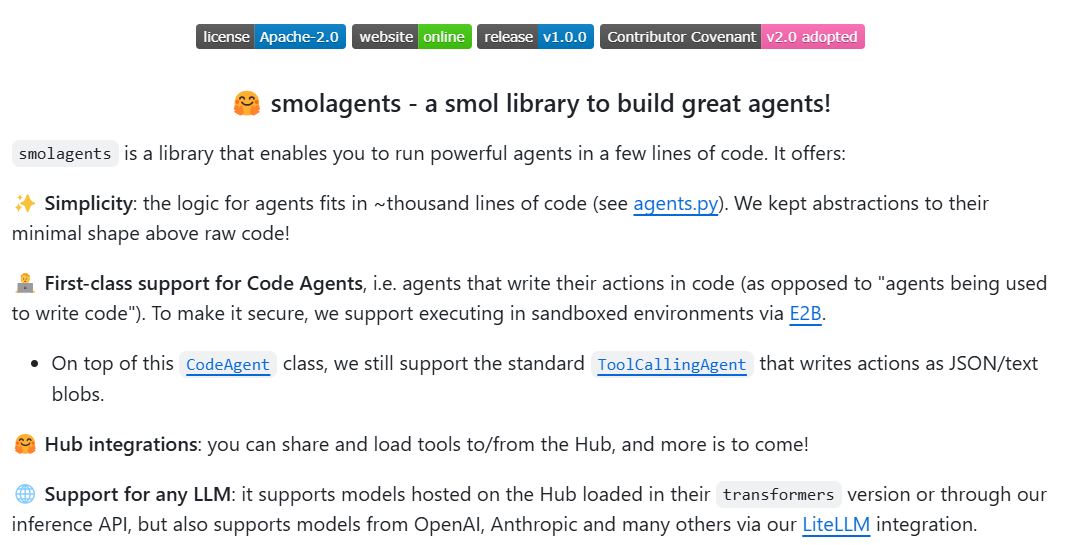 license Apache-2.0 website online release v1.0.0 Contributor Covenant v2.0 adopted
🤗 smolagents - a smol library to build great agents!
smolagents is a library that enables you to run powerful agents in a few lines of code. It offers:
✨ Simplicity: the logic for agents fits in ~thousand lines of code (see agents.py). We kept abstractions to their
minimal shape above raw code!
🧑‍💻 First-class support for Code Agents, i.e. agents that write their actions in code (as opposed to "agents being used
to write code"). To make it secure, we support executing in sandboxed environments via E2B.
• On top of this CodeAgent class, we still support the standard ToolCallingAgent that writes actions as JSON/text
blobs.
🤗 Hub integrations: you can share and load tools to/from the Hub, and more is to come!
🌐 Support for any LLM: it supports models hosted on the Hub loaded in their transformers version or through our
inference API, but also supports models from OpenAI, Anthropic and many others via our LiteLLM integration.